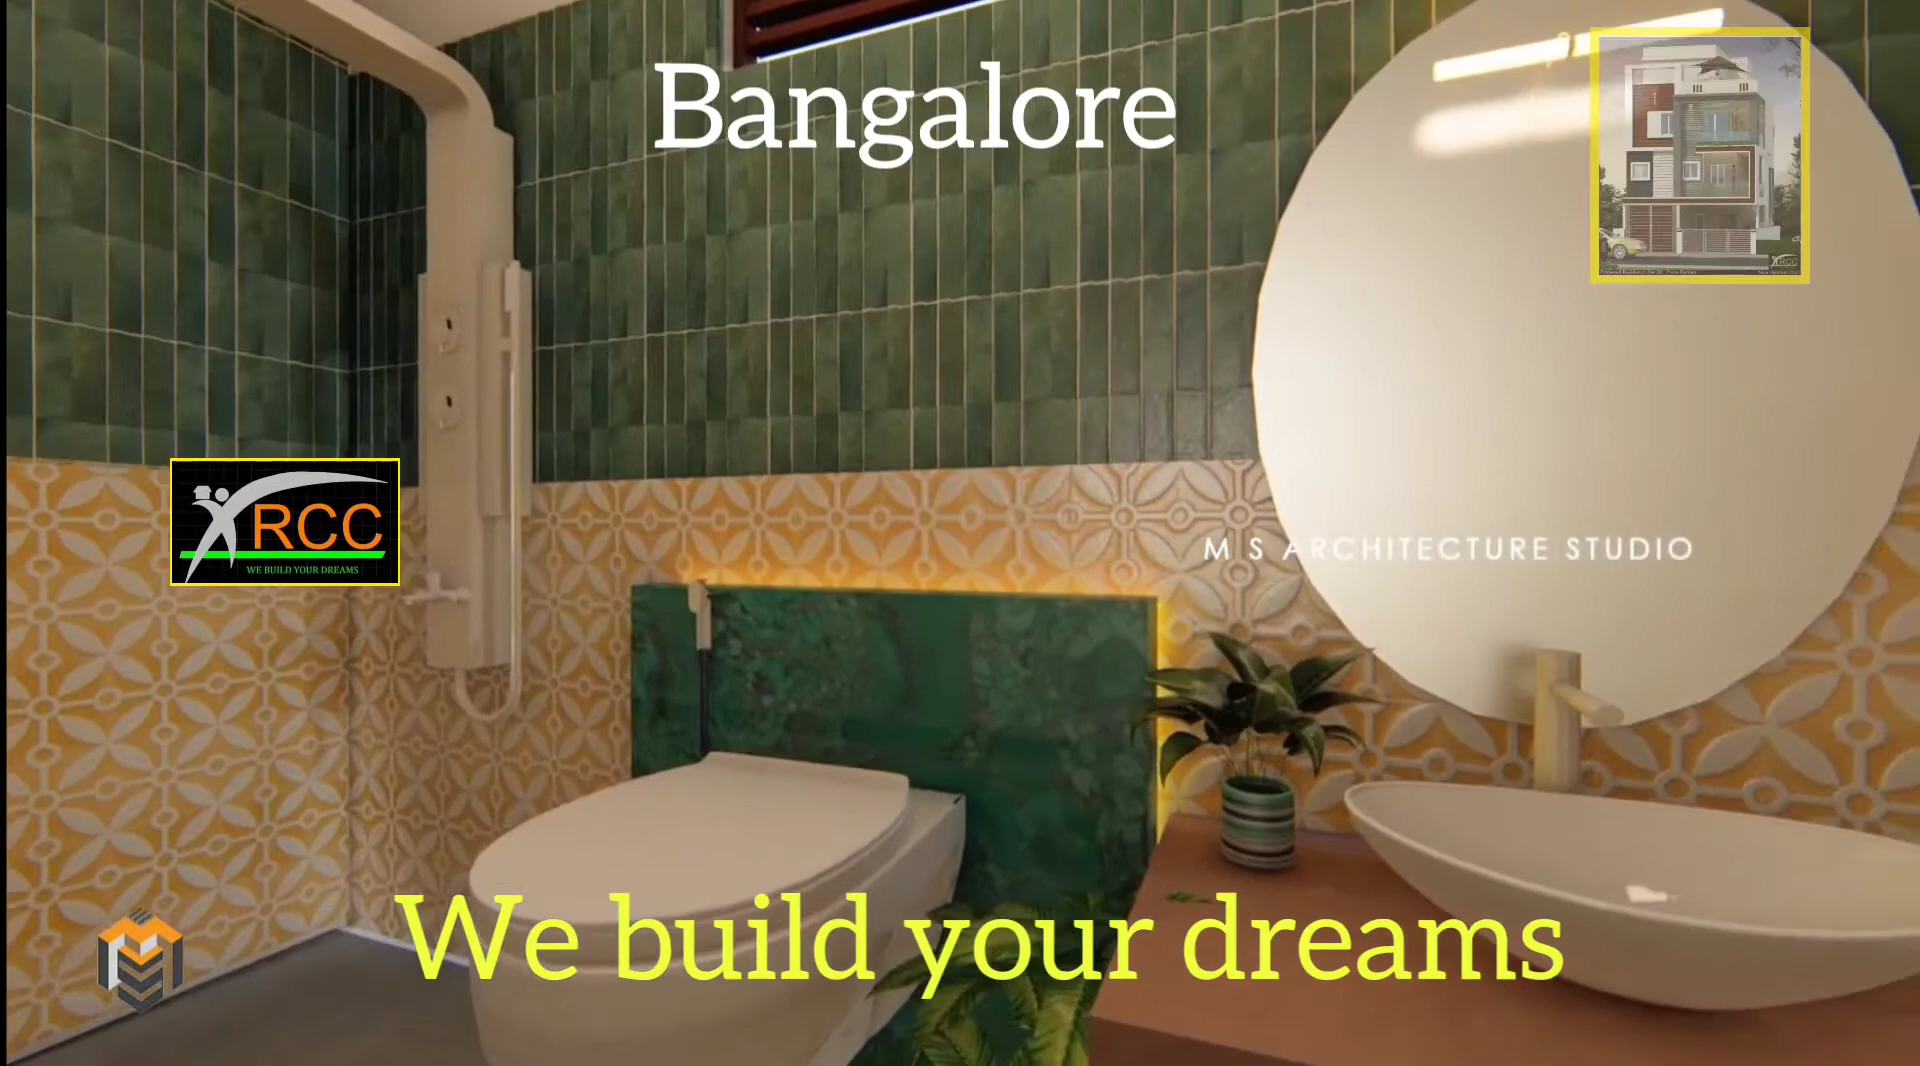 Bangalore
RCC
WE BUILD YOUR DREAMS
M S ARCHITECTURE STUDIO
We build your dreams